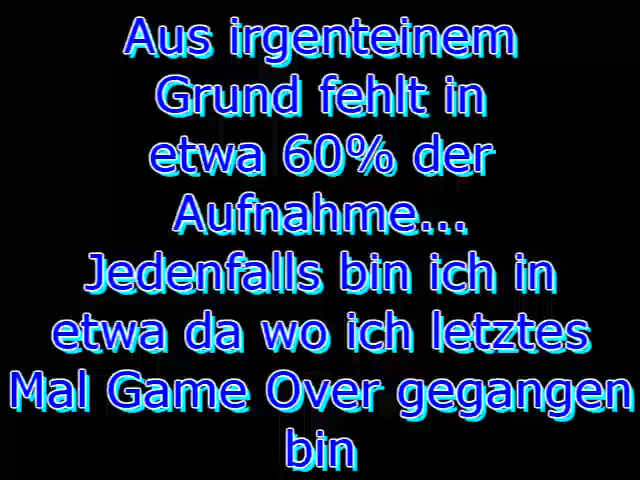 Aus irgenteinem
Grund fehlt in
etwa 60% der
Aufnahme...
Jedenfalls bin ich in
etwa da wo ich letztes
Mal Game Over gegangen
bin